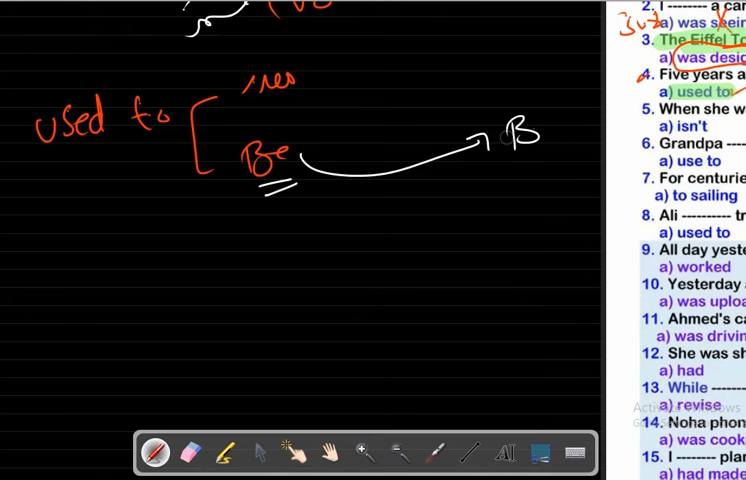 used to
Be
B
2. I -------- a car
a) was seein
3. The Eiffel To
a) was desig
4. Five years a
a) used to
5. When she w
a) isn't
6. Grandpa ----
a) use to
7. For centurie
a) to sailing
8. Ali ---------- tr
a) used to
9. All day yeste
a) worked
10. Yesterday a
a) was uploa
11. Ahmed's ca
a) was drivin
12. She was sh
a) had
13. While -------
a) revise
14. Noha phon
a) was cook
15. I -------- plan
a) had made